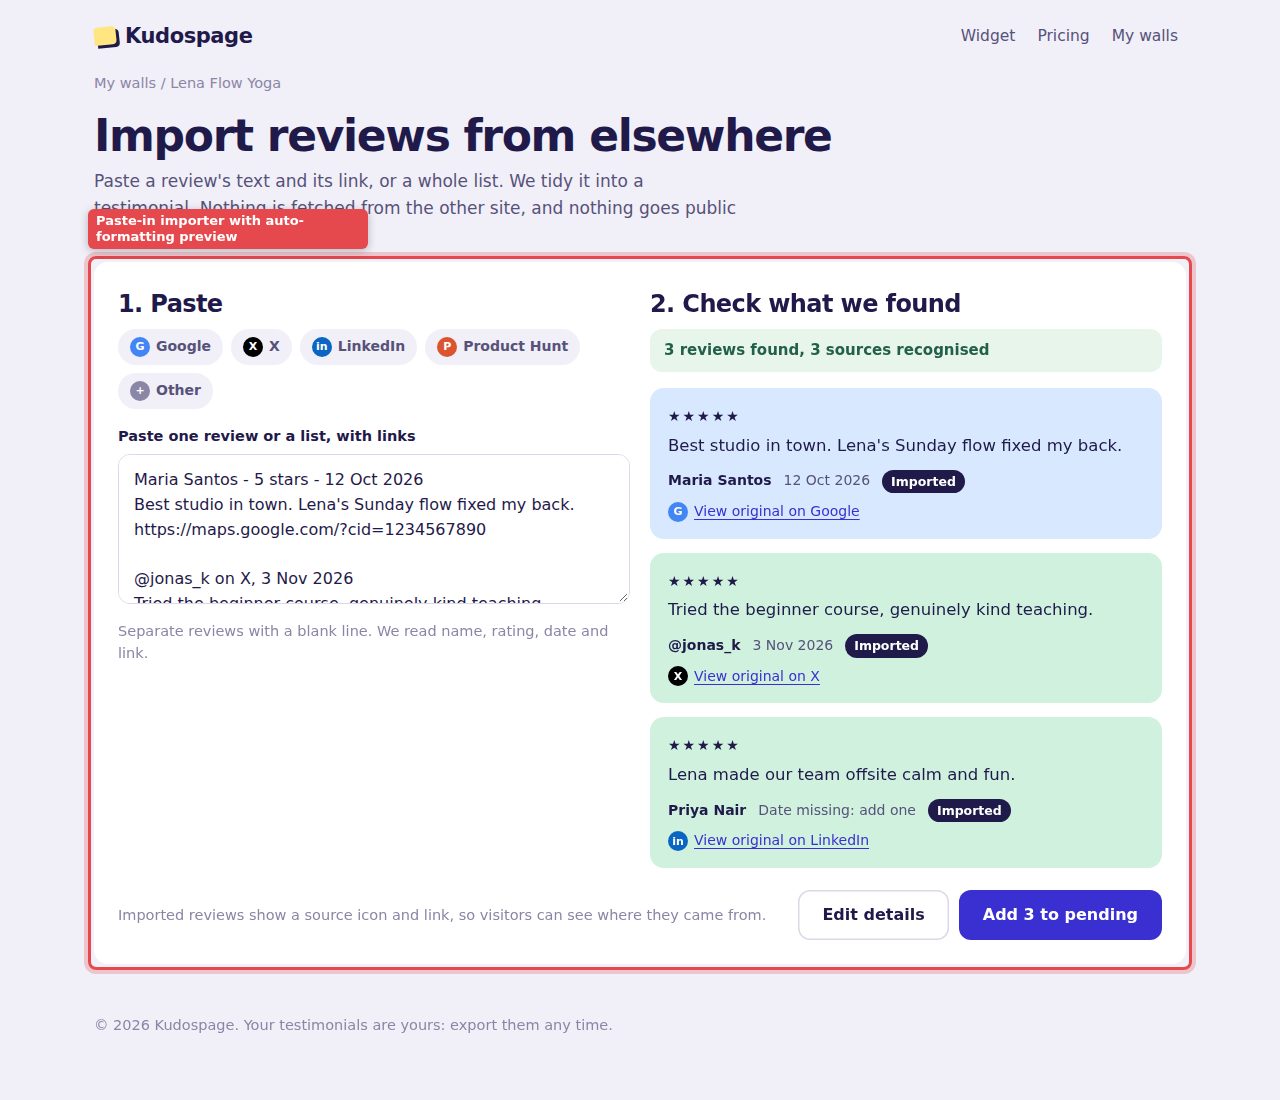 Kudospage
Widget
Pricing
My walls
My walls / Lena Flow Yoga
Import reviews from elsewhere
Paste a review's text and its link, or a whole list. We tidy it into a
testimonial. Nothing is fetched from the other site, and nothing goes public
Paste-in importer with auto-
formatting preview
1. Paste
G Google
X X
in LinkedIn
P Product Hunt
+ Other
Paste one review or a list, with links
Maria Santos - 5 stars - 12 Oct 2026
Best studio in town. Lena's Sunday flow fixed my back.
https://maps.google.com/?cid=1234567890
@jonas_k on X, 3 Nov 2026
Tried the beginner course, genuinely kind teaching.
Separate reviews with a blank line. We read name, rating, date and
link.
2. Check what we found
3 reviews found, 3 sources recognised
★★★★★
Best studio in town. Lena's Sunday flow fixed my back.
Maria Santos 12 Oct 2026 Imported
G View original on Google
★★★★★
Tried the beginner course, genuinely kind teaching.
@jonas_k 3 Nov 2026 Imported
X View original on X
★★★★★
Lena made our team offsite calm and fun.
Priya Nair Date missing: add one Imported
in View original on LinkedIn
Imported reviews show a source icon and link, so visitors can see where they came from.
Edit details
Add 3 to pending
© 2026 Kudospage. Your testimonials are yours: export them any time.